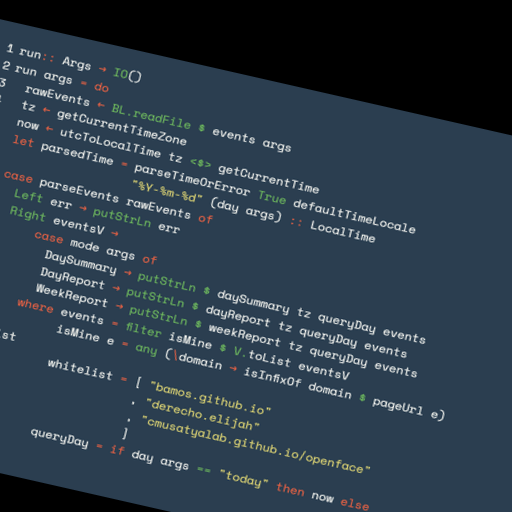 1 run:: Args → IO()
2 run args = do
3 rawEvents ← BL.readFile $ events args
tz ← getCurrentTimeZone
now ← utcToLocalTime tz <$> getCurrentTime
let parsedTime = parseTimeOrError True defaultTimeLocale
"%Y-%m-%d" (day args) :: LocalTime
case parseEvents rawEvents of
Left err → putStrLn err
Right eventsV →
case mode args of
DaySummary → putStrLn $ daySummary tz queryDay events
DayReport → putStrLn $ dayReport tz queryDay events
WeekReport → putStrLn $ weekReport tz queryDay events
where events = filter isMine $ V.toList eventsV
isMine e = any (\domain → isInfixOf domain $ pageUrl e)
whitelist = [ "bamos.github.io"
, "derecho.elijah"
, "cmusatyalab.github.io/openface"
]
queryDay = if day args == "today" then now else